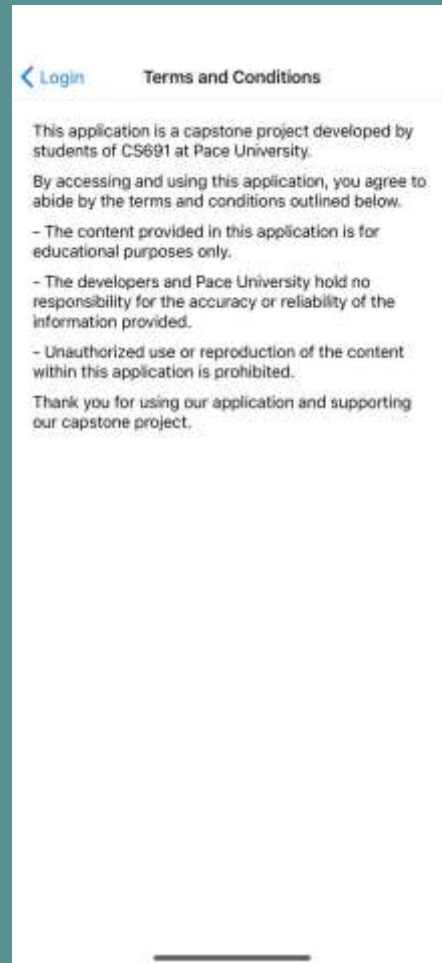 Login
Terms and Conditions
This application is a capstone project developed by
students of CS691 at Pace University.
By accessing and using this application, you agree to
abide by the terms and conditions outlined below.
- The content provided in this application is for
educational purposes only.
- The developers and Pace University hold no
responsibility for the accuracy or reliability of the
information provided.
- Unauthorized use or reproduction of the content
within this application is prohibited.
Thank you for using our application and supporting
our capstone project.